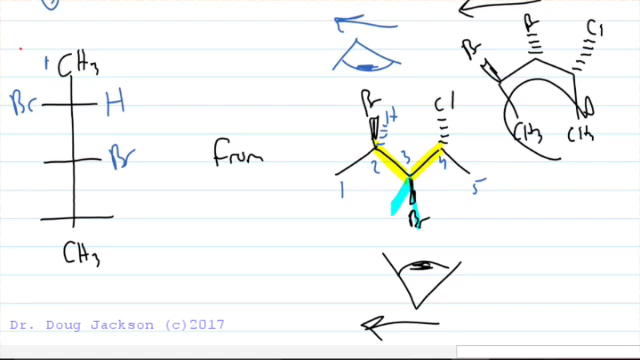 1
CH3
Br H
Br
CH3
From
Br H Cl
1 2 3 4 5
Br
Br Br Cl
CH3 CH3
Dr. Doug Jackson (c)2017